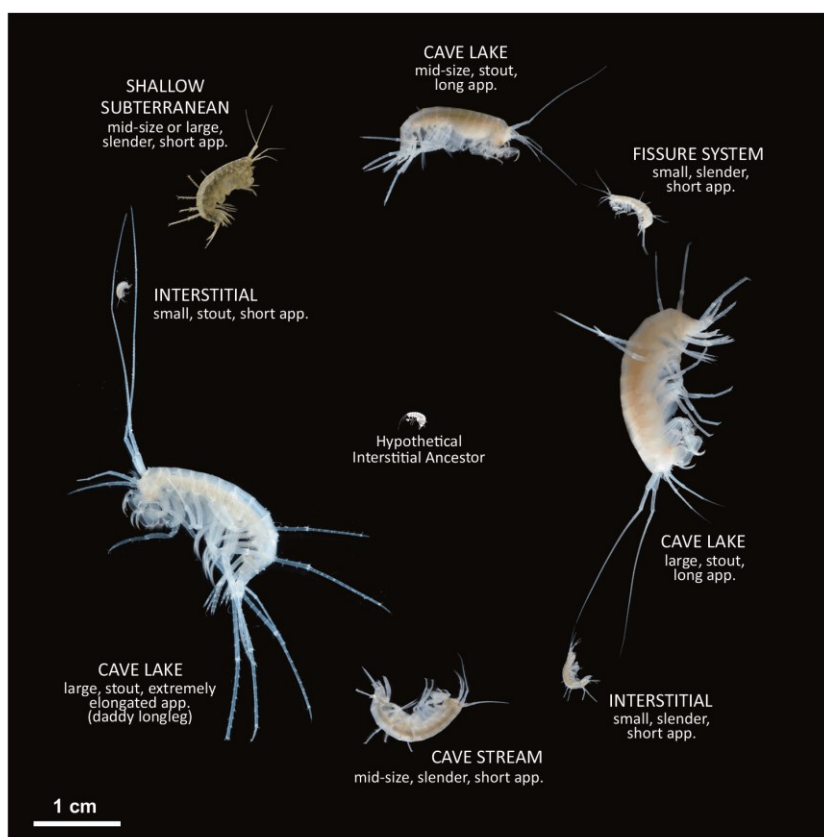 CAVE LAKE
mid-size, stout,
long app.
SHALLOW
SUBTERRANEAN
mid-size or large,
slender, short app.
FISSURE SYSTEM
small, slender,
short app.
INTERSTITIAL
small, stout, short app.
Hypothetical
Interstitial Ancestor
CAVE LAKE
large, stout,
long app.
CAVE LAKE
large, stout, extremely
elongated app.
(daddy longleg)
INTERSTITIAL
small, slender,
short app.
CAVE STREAM
mid-size, slender, short app.
1 cm